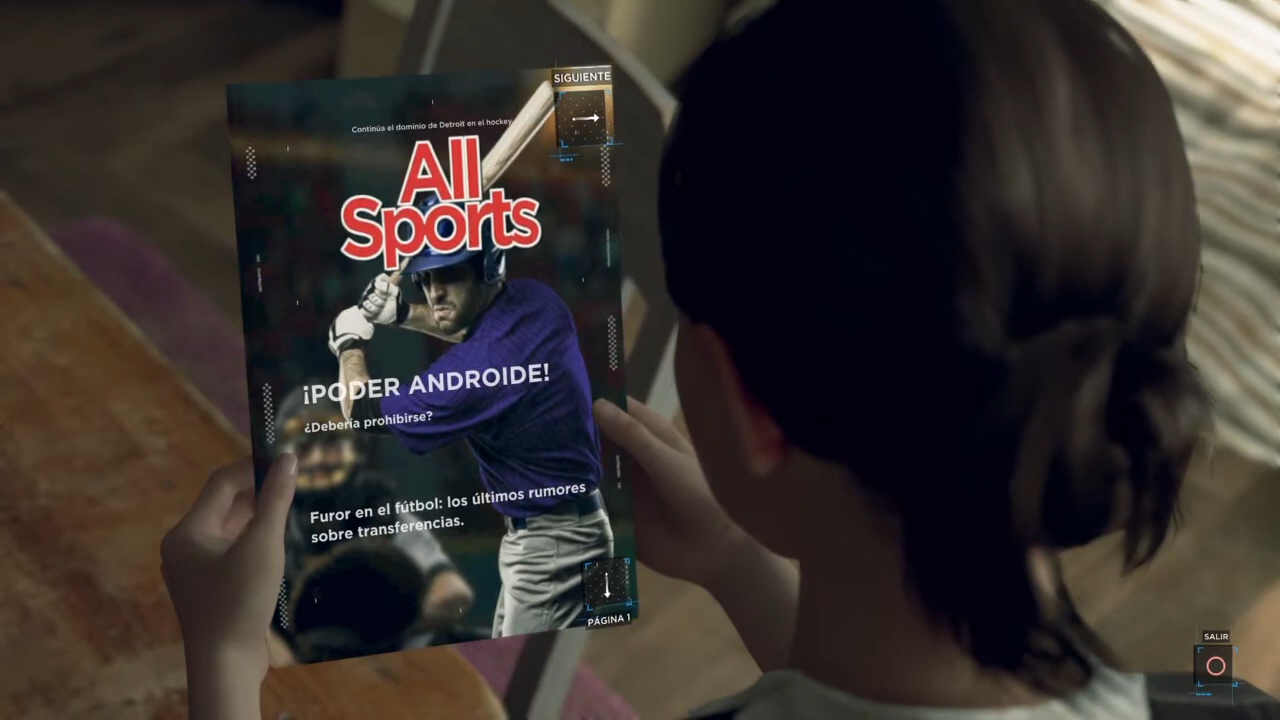 SIGUIENTE
Continúa el dominio de Detroit en el hockey
All
Sports
¡PODER ANDROIDE!
¿Debería prohibirse?
Furor en el fútbol: los últimos rumores
sobre transferencias.
PÁGINA 1
SALIR